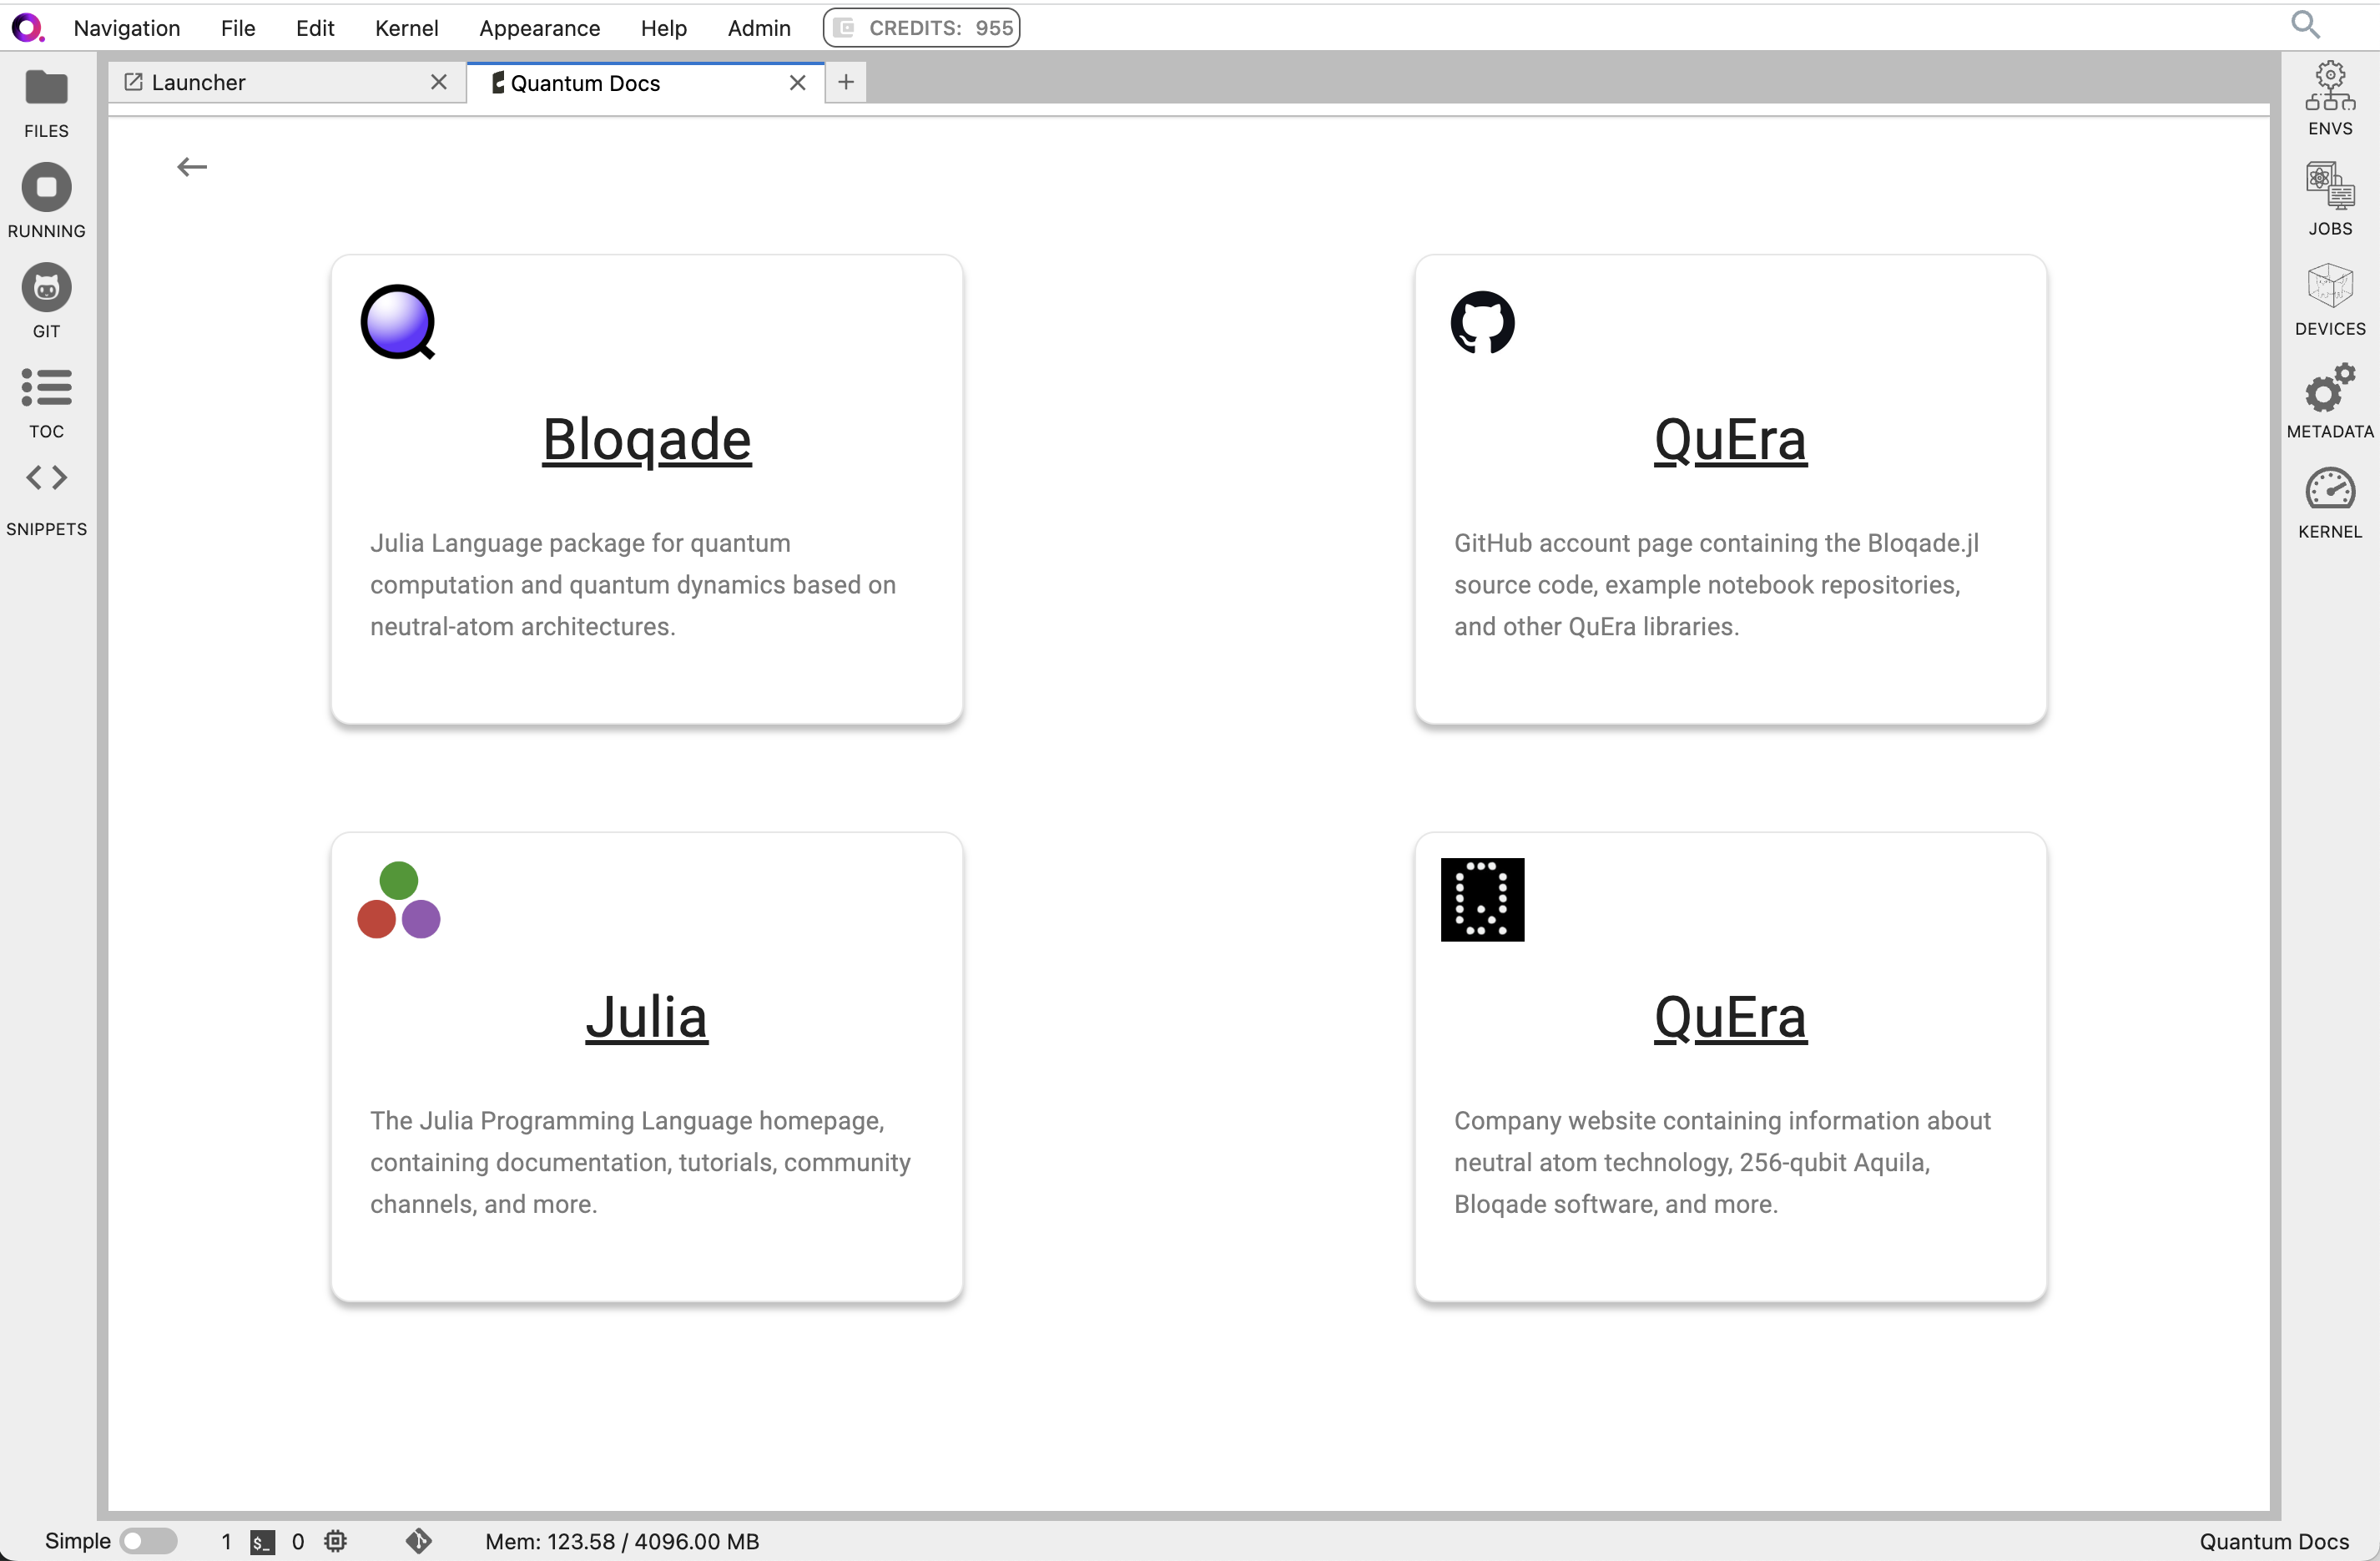 Navigation File Edit Kernel Appearance Help Admin CREDITS: 955
Launcher Quantum Docs
FILES
RUNNING
GIT
TOC
SNIPPETS
Bloqade
Julia Language package for quantum
computation and quantum dynamics based on
neutral-atom architectures.
QuEra
GitHub account page containing the Bloqade.jl
source code, example notebook repositories,
and other QuEra libraries.
Julia
The Julia Programming Language homepage,
containing documentation, tutorials, community
channels, and more.
QuEra
Company website containing information about
neutral atom technology, 256-qubit Aquila,
Bloqade software, and more.
ENVS
JOBS
DEVICES
METADATA
KERNEL
Simple 1 $_ 0 Mem: 123.58 / 4096.00 MB Quantum Docs